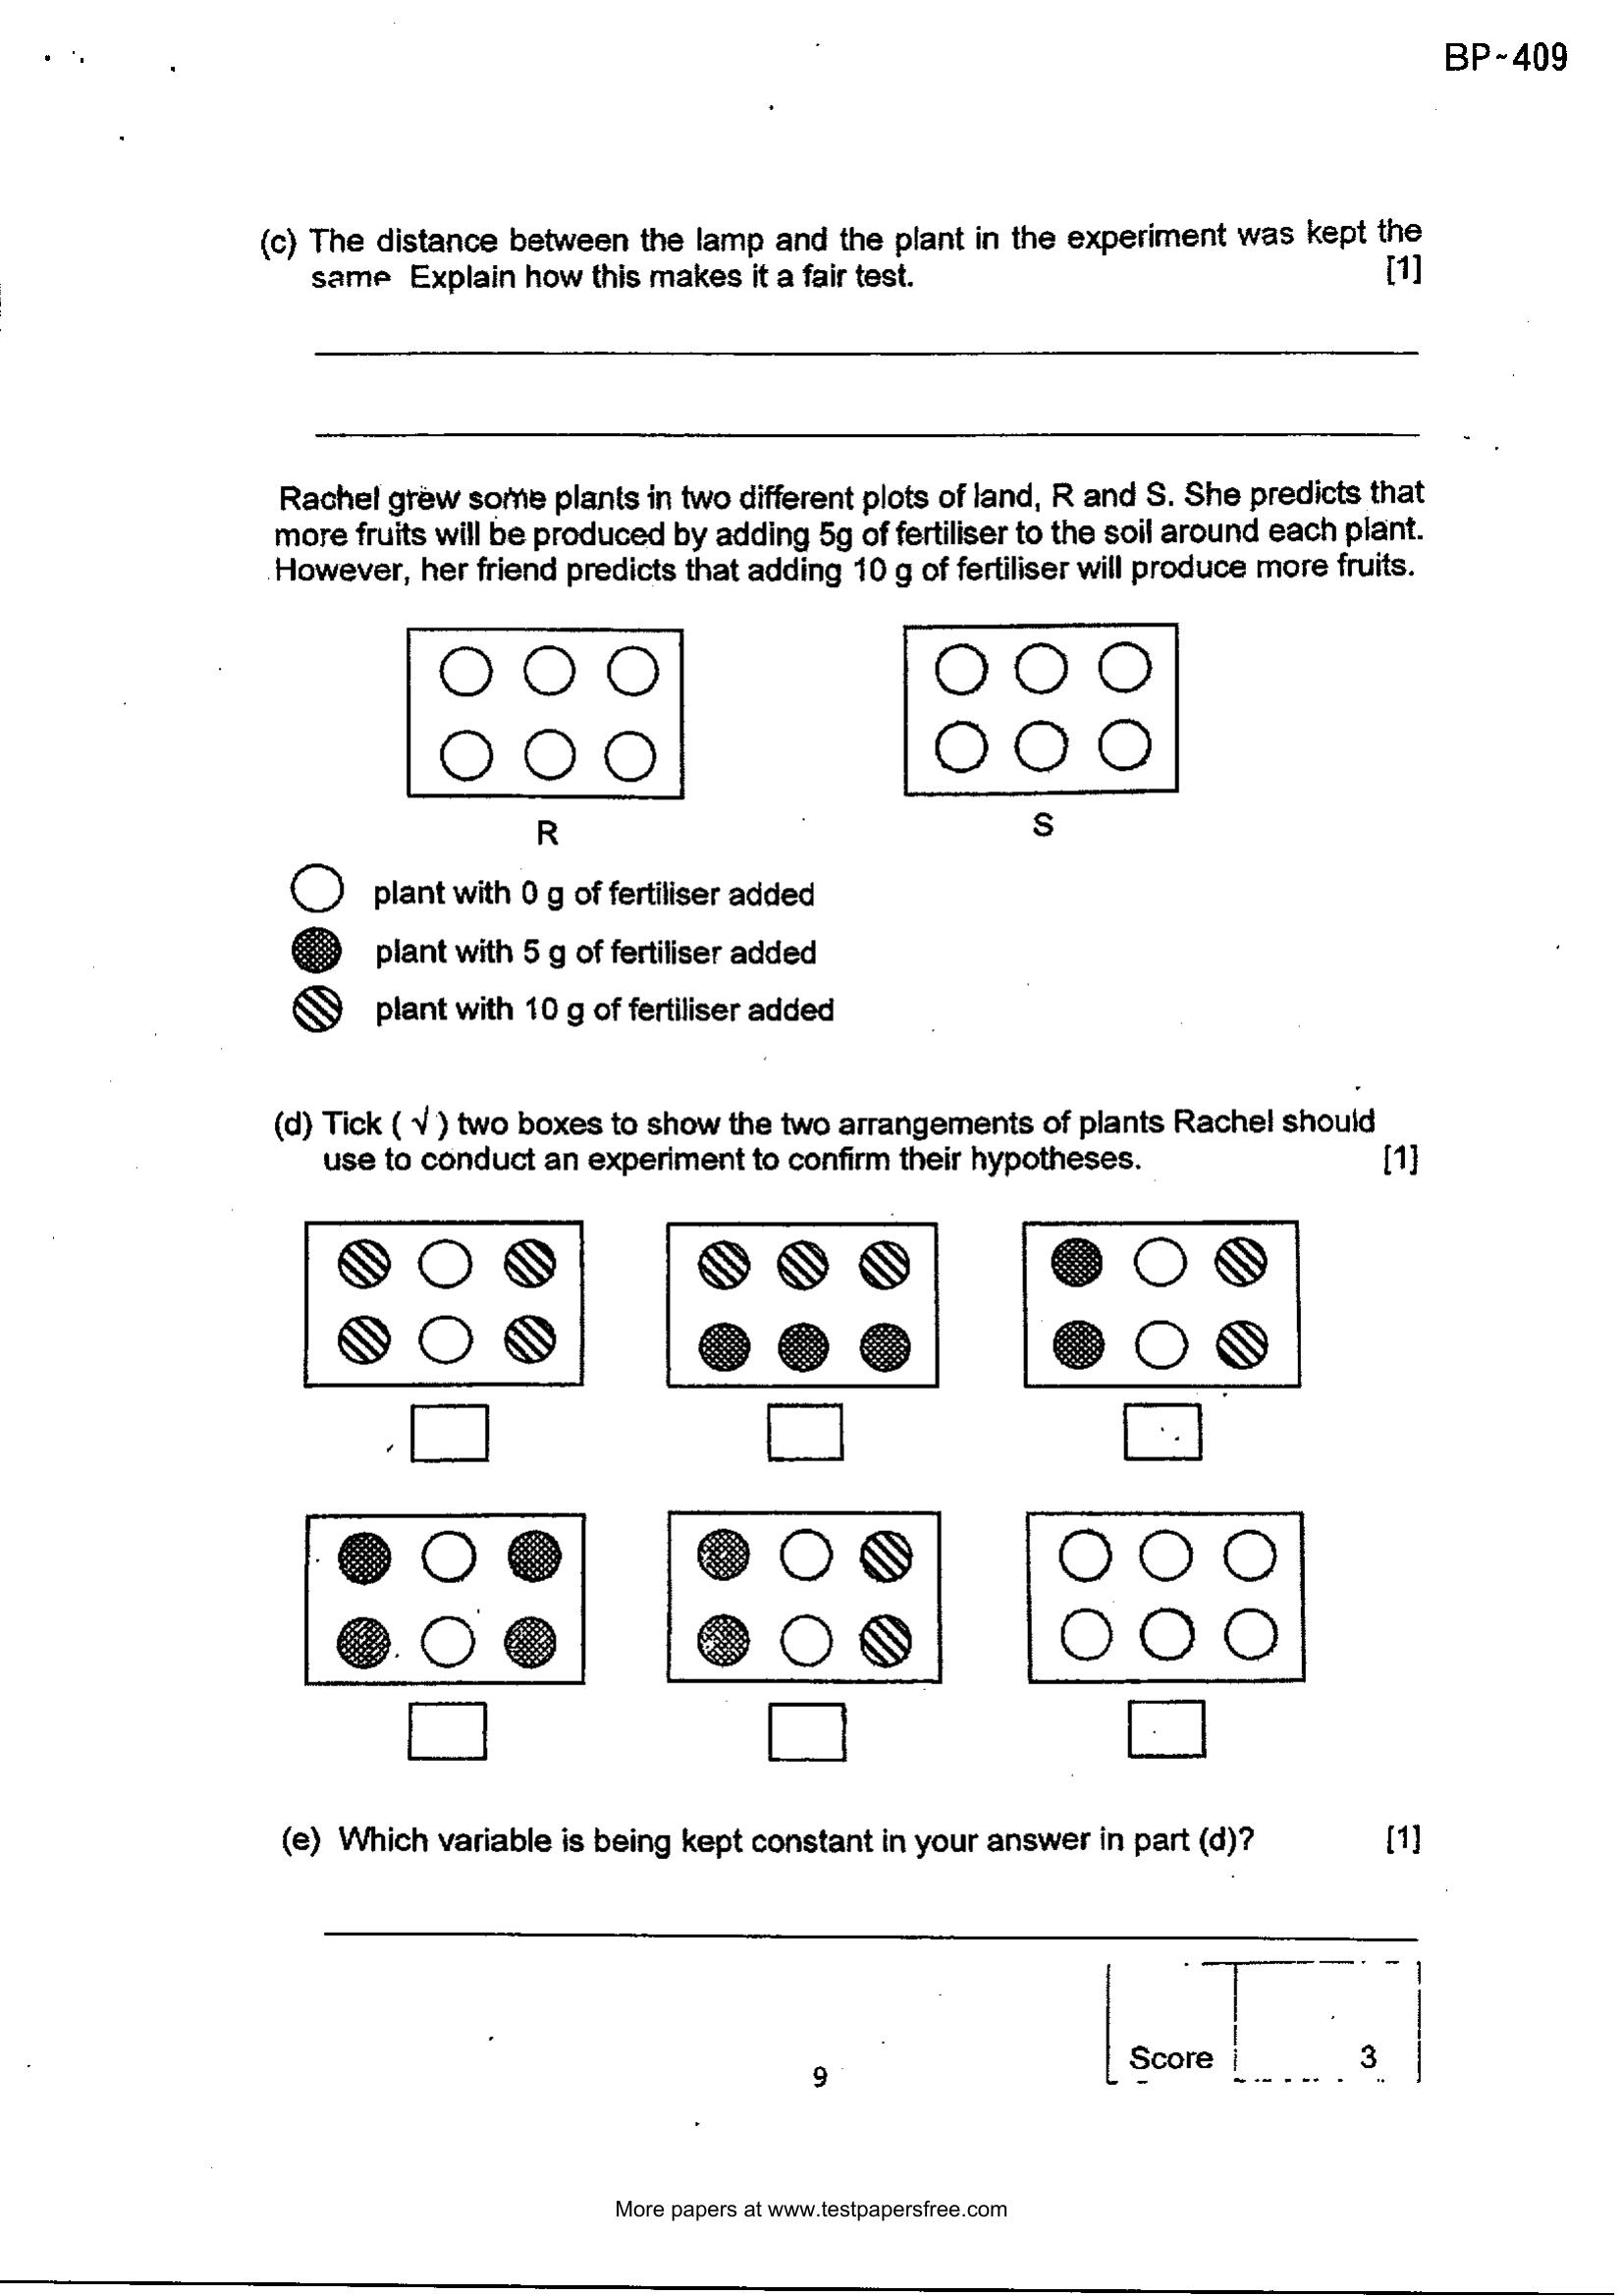 BP~409
(c) The distance between the lamp and the plant in the experiment was kept the
same Explain how this makes it a fair test. [1]
Rachel grew some plants in two different plots of land, R and S. She predicts that
more fruits will be produced by adding 5g of fertiliser to the soil around each plant.
However, her friend predicts that adding 10 g of fertiliser will produce more fruits.
R S
plant with 0 g of fertiliser added
plant with 5 g of fertiliser added
plant with 10 g of fertiliser added
(d) Tick ( √ ) two boxes to show the two arrangements of plants Rachel should
use to conduct an experiment to confirm their hypotheses. [1]
(e) Which variable is being kept constant in your answer in part (d)? [1]
Score 3
9
More papers at www.testpapersfree.com